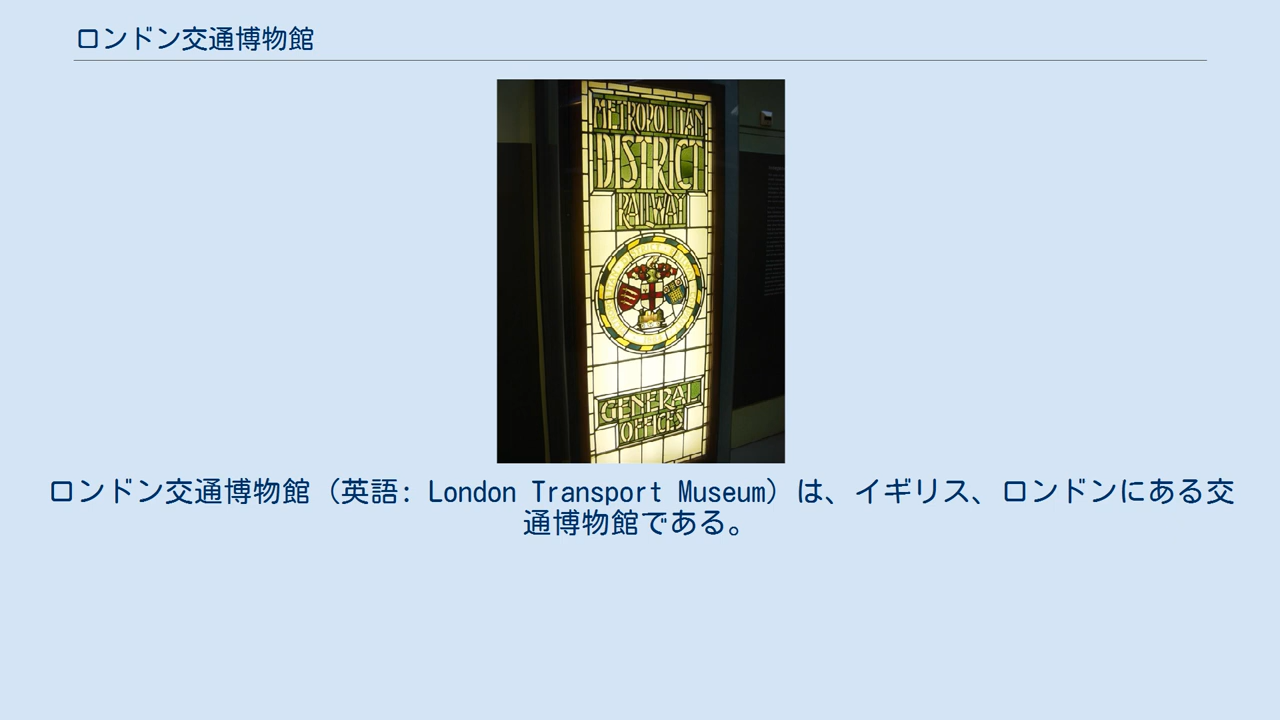 ロンドン交通博物館
METROPOLITAN
DISTRICT
RAILWAY
GENERAL
OFFICES
ロンドン交通博物館（英語: London Transport Museum）は、イギリス、ロンドンにある交
通博物館である。